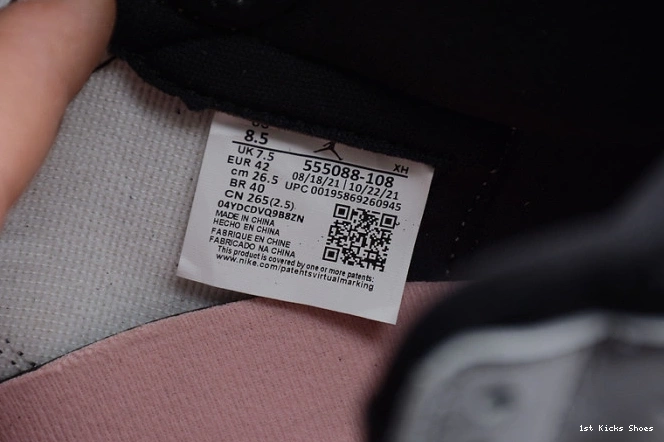 8.5
UK 7.5
EUR 42
cm 26.5
BR 40
CN 265(2.5)
04YDCDVQ9B8ZN
MADE IN CHINA
HECHO EN CHINA
FABRIQUE EN CHINE
FABRICADO NA CHINA
This product is covered by one or more patents:
www.nike.com/patentsvirtualmarking
XH
555088-108
08/18/21 | 10/22/21
UPC 00195869260945
1st Kicks Shoes